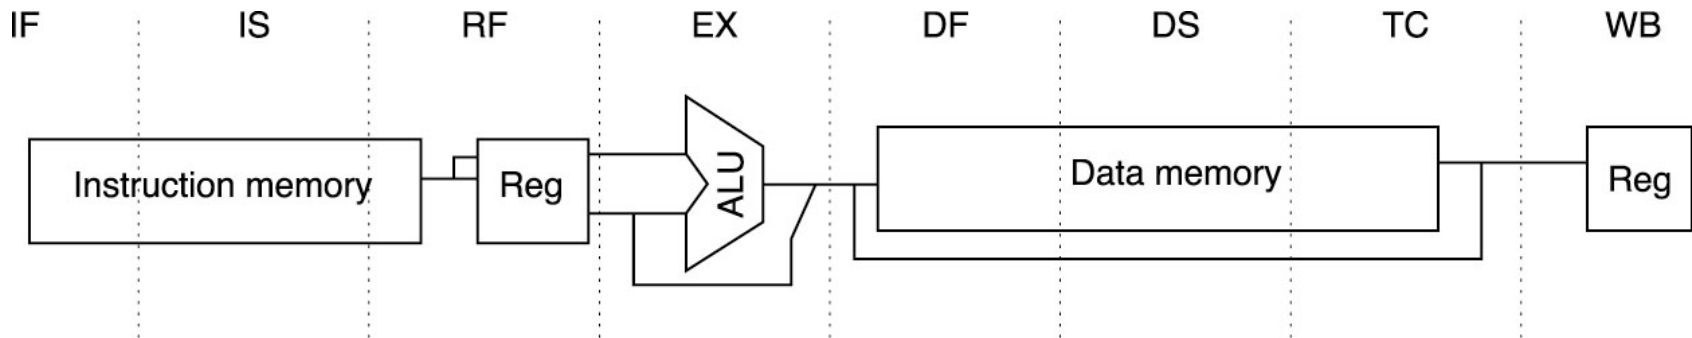 IF IS RF EX DF DS TC WB
Instruction memory Reg ALU Data memory Reg